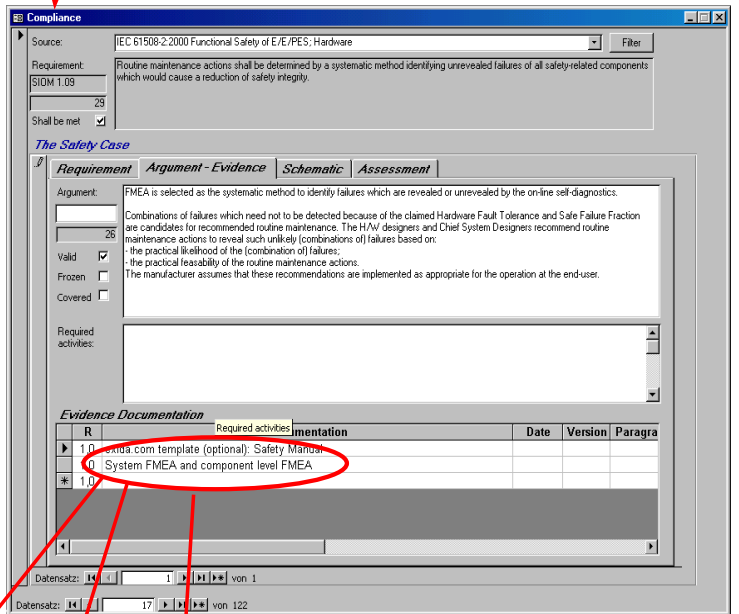 Compliance
Source: IEC 61508-2:2000 Functional Safety of E/E/PES; Hardware Filter
Requirement: Routine maintenance actions shall be determined by a systematic method identifying unrevealed failures of all safety-related components
SIOM 1.09 which would cause a reduction of safety integrity.
29
Shall be met
The Safety Case
Requirement Argument - Evidence Schematic Assessment
Argument: FMEA is selected as the systematic method to identify failures which are revealed or unrevealed by the on-line self-diagnostics.
Combinations of failures which need not to be detected because of the claimed Hardware Fault Tolerance and Safe Failure Fraction
26 are candidates for recommended routine maintenance. The H/W designers and Chief System Designers recommend routine
maintenance actions to reveal such unlikely (combinations of) failures based on:
Valid - the practical likelihood of the (combination of) failures;
- the practical feasability of the routine maintenance actions.
Frozen The manufacturer assumes that these recommendations are implemented as appropriate for the operation at the end-user.
Covered
Required
activities:
Evidence Documentation
Required activities
R mentation Date Version Paragra
1,0 exida.com template (optional): Safety Manual
1,0 System FMEA and component level FMEA
1,0
Datensatz: 1 von 1
Datensatz: 17 von 122